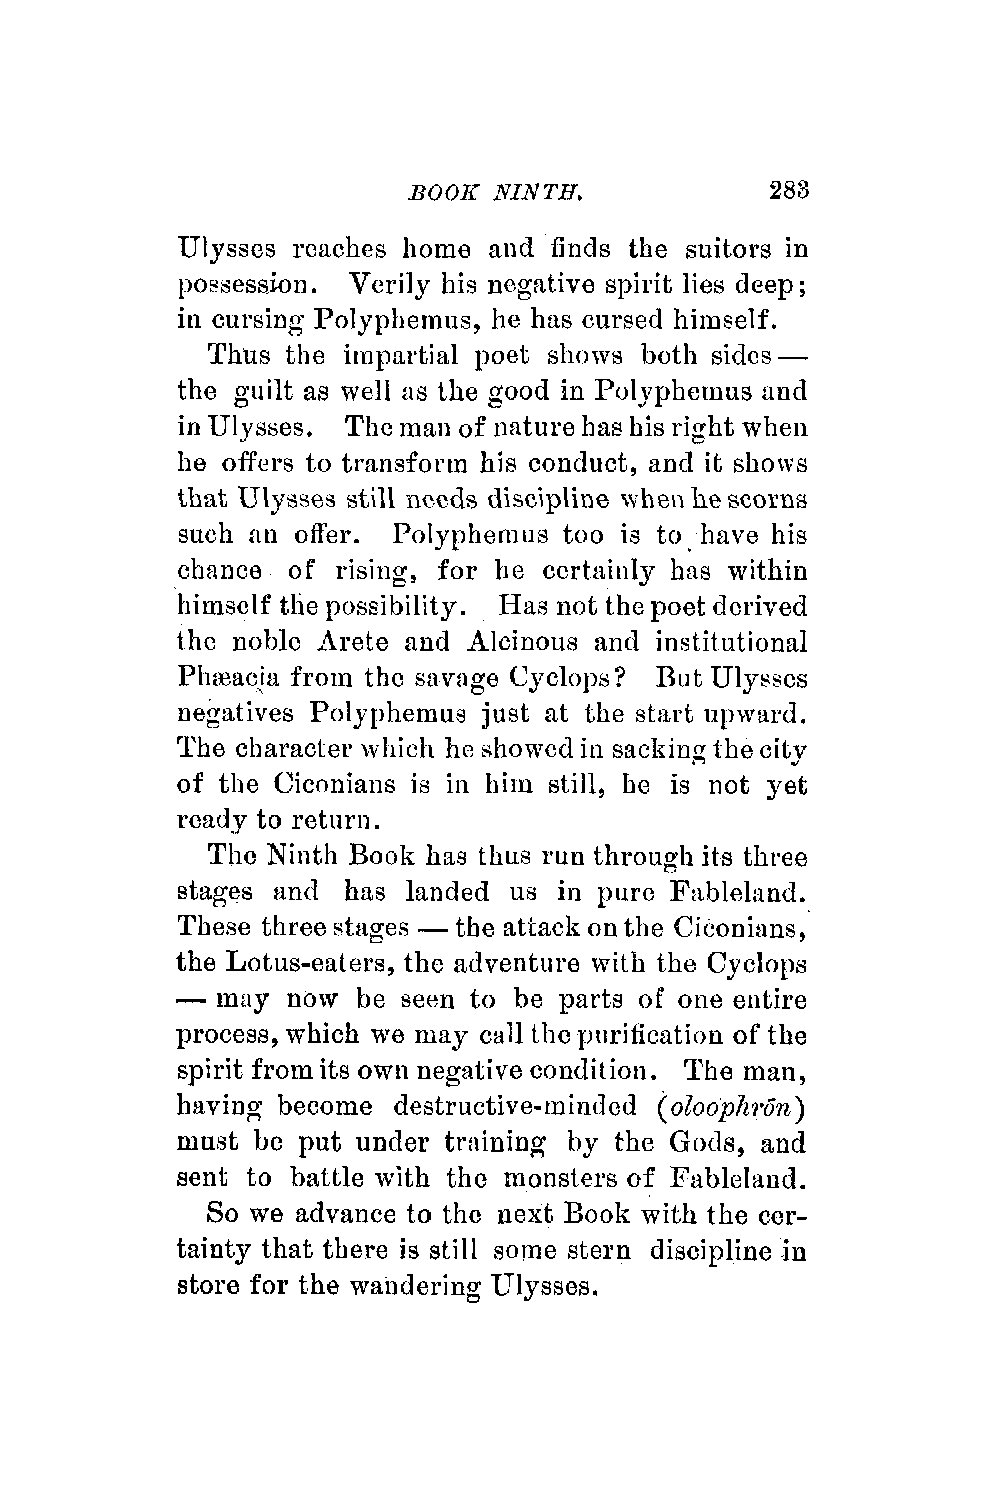 BOOK NINTH. 283
Ulysses reaches home and finds the suitors in
possession. Verily his negative spirit lies deep;
in cursing Polyphemus, he has cursed himself.
Thus the impartial poet shows both sides —
the guilt as well as the good in Polyphemus and
in Ulysses. The man of nature has his right when
he offers to transform his conduct, and it shows
that Ulysses still needs discipline when he scorns
such an offer. Polyphemus too is to have his
chance of rising, for he certainly has within
himself the possibility. Has not the poet derived
the noble Arete and Alcinous and institutional
Phæacia from the savage Cyclops? But Ulysses
negatives Polyphemus just at the start upward.
The character which he showed in sacking the city
of the Ciconians is in him still, he is not yet
ready to return.
The Ninth Book has thus run through its three
stages and has landed us in pure Fableland.
These three stages — the attack on the Ciconians,
the Lotus-eaters, the adventure with the Cyclops
— may now be seen to be parts of one entire
process, which we may call the purification of the
spirit from its own negative condition. The man,
having become destructive-minded (oloophrōn)
must be put under training by the Gods, and
sent to battle with the monsters of Fableland.
So we advance to the next Book with the cer-
tainty that there is still some stern discipline in
store for the wandering Ulysses.